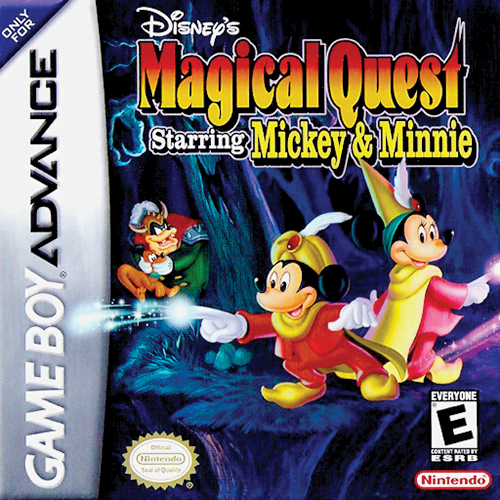 ONLY
FOR
GAME BOY ADVANCE
Disney's
Magical Quest
Starring Mickey & Minnie
Official
Nintendo
Seal of Quality
EVERYONE
E
CONTENT RATED BY
ESRB
Nintendo